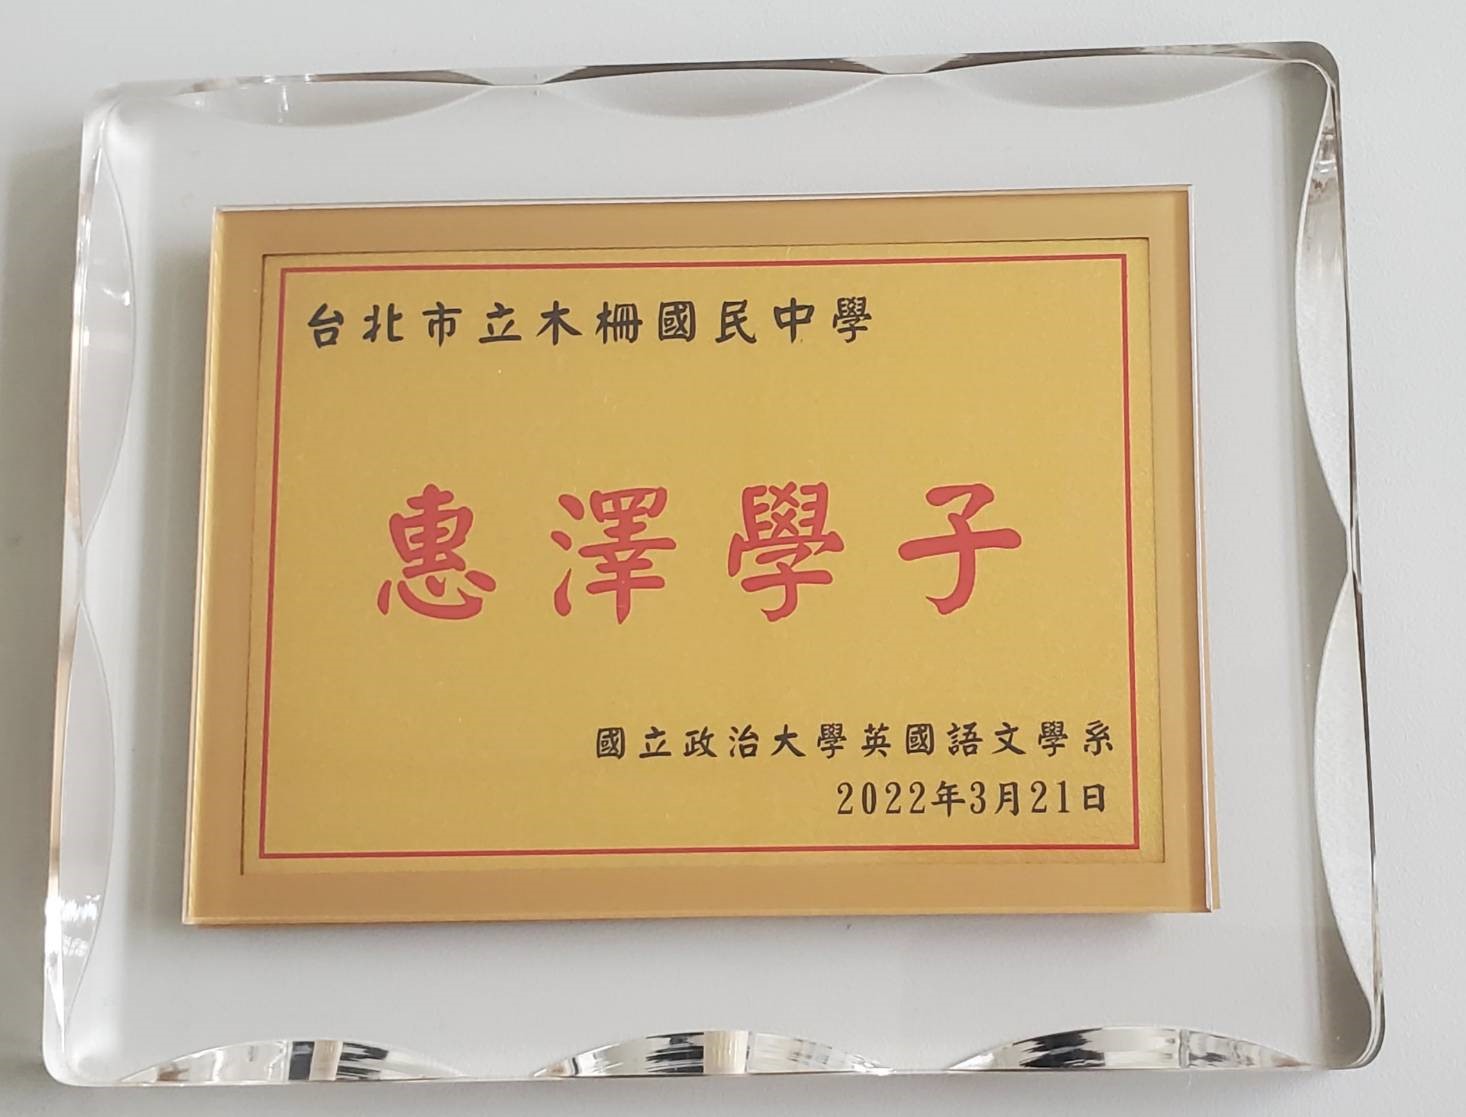 台北市立木柵國民中學
惠澤學子
國立政治大學英國語文學系
2022年3月21日